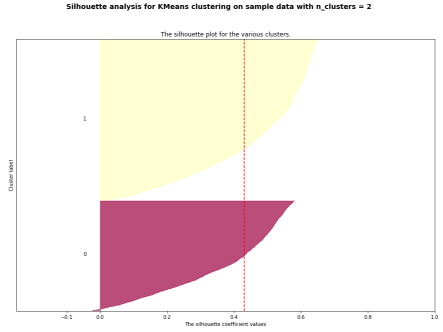 Silhouette analysis for KMeans clustering on sample data with n_clusters = 2
The silhouette plot for the various clusters.
1
Cluster label
0
−0.1 0.0 0.2 0.4 0.6 0.8 1.0
The silhouette coefficient values